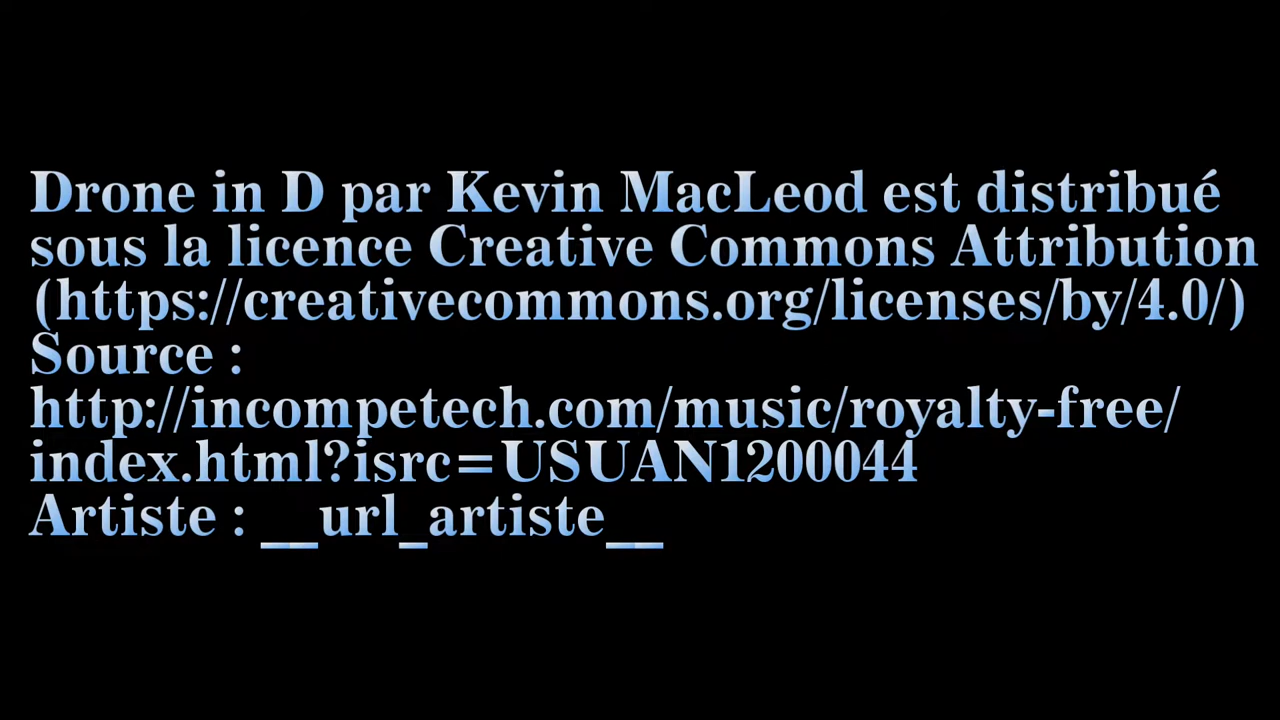 Drone in D par Kevin MacLeod est distribué
sous la licence Creative Commons Attribution
(https://creativecommons.org/licenses/by/4.0/)
Source :
http://incompetech.com/music/royalty-free/
index.html?isrc=USUAN1200044
Artiste : __url_artiste__